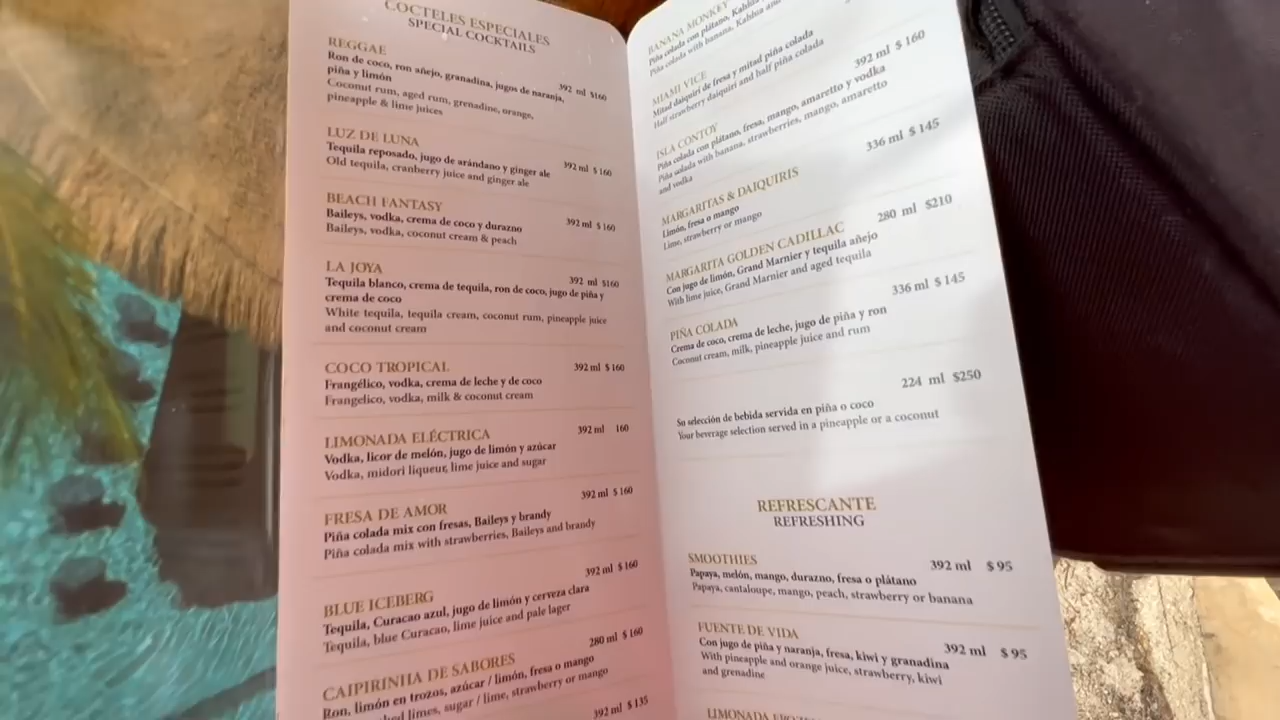 COCTELES ESPECIALES
SPECIAL COCKTAILS
REGGAE
Ron de coco, ron añejo, granadina, jugos de naranja,
piña y limón
392 ml $160
Coconut rum, aged rum, grenadine, orange,
pineapple & lime juices
LUZ DE LUNA
Tequila reposado, jugo de arándano y ginger ale
392 ml $160
Old tequila, cranberry juice and ginger ale
BEACH FANTASY
Baileys, vodka, crema de coco y durazno
392 ml $160
Baileys, vodka, coconut cream & peach
LA JOYA
392 ml $160
Tequila blanco, crema de tequila, ron de coco, jugo de piña y
crema de coco
White tequila, tequila cream, coconut rum, pineapple juice
and coconut cream
COCO TROPICAL
392 ml $160
Frangélico, vodka, crema de leche y de coco
Frangelico, vodka, milk & coconut cream
LIMONADA ELÉCTRICA
392 ml 160
Vodka, licor de melón, jugo de limón y azúcar
Vodka, midori liqueur, lime juice and sugar
392 ml $160
FRESA DE AMOR
Piña colada mix con fresas, Baileys y brandy
Piña colada mix with strawberries, Baileys and brandy
392 ml $160
BLUE ICEBERG
Tequila, Curacao azul, jugo de limón y cerveza clara
Tequila, blue Curacao, lime juice and pale lager
280 ml $160
CAIPIRINHA DE SABORES
Ron, limón en trozos, azúcar / limón, fresa o mango
limes, sugar / lime, strawberry or mango
392 ml $135
BANANA MONKEY
Piña colada con plátano, Kahlúa
Piña colada with banana, Kahlua and
392 ml $160
MIAMI VICE
Mitad daiquiri de fresa y mitad piña colada
Half strawberry daiquiri and half piña colada
ISLA CONTOY
Piña colada con plátano, fresa, mango, amaretto y vodka
Piña colada with banana, strawberries, mango, amaretto
and vodka
336 ml $145
MARGARITAS & DAIQUIRIS
Limón, fresa o mango
Lime, strawberry or mango
280 ml $210
MARGARITA GOLDEN CADILLAC
Con jugo de limón, Grand Marnier y tequila añejo
With lime juice, Grand Marnier and aged tequila
336 ml $145
PIÑA COLADA
Crema de coco, crema de leche, jugo de piña y ron
Coconut cream, milk, pineapple juice and rum
224 ml $250
Su selección de bebida servida en piña o coco
Your beverage selection served in a pineapple or a coconut
REFRESCANTE
REFRESHING
SMOOTHIES
392 ml $95
Papaya, melón, mango, durazno, fresa o plátano
Papaya, cantaloupe, mango, peach, strawberry or banana
FUENTE DE VIDA
392 ml $95
Con jugo de piña y naranja, fresa, kiwi y granadina
With pineapple and orange juice, strawberry, kiwi
and grenadine
LIMONADA